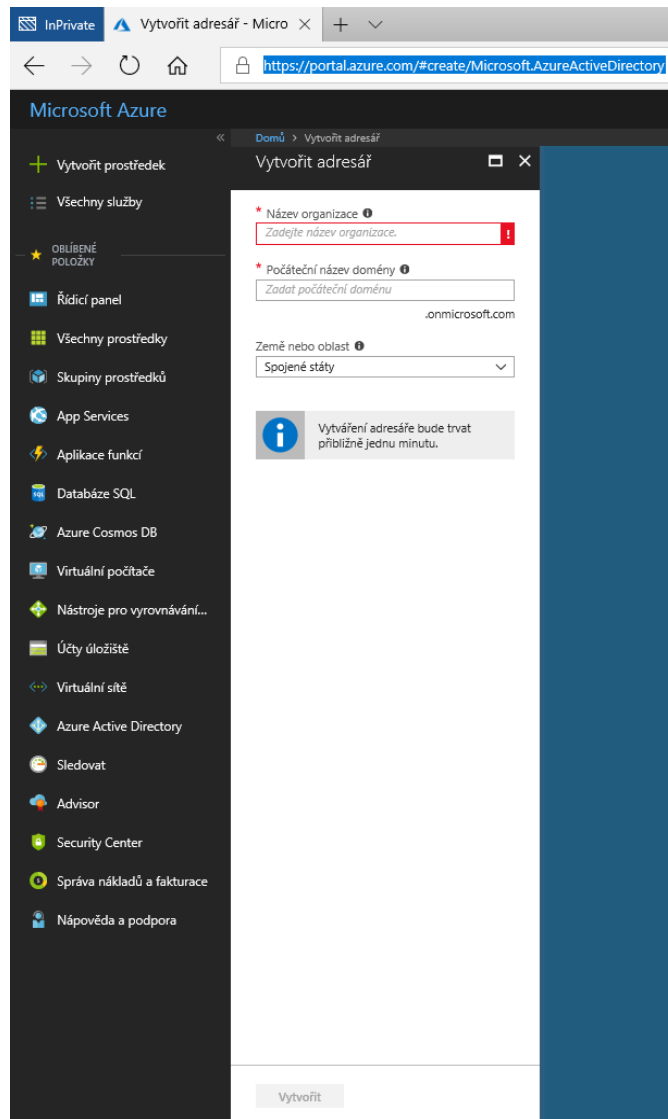 InPrivate
Vytvořit adresář - Micro
https://portal.azure.com/#create/Microsoft.AzureActiveDirectory
Microsoft Azure
Domů > Vytvořit adresář
Vytvořit prostředek
Všechny služby
OBLÍBENÉ
POLOŽKY
Řídicí panel
Všechny prostředky
Skupiny prostředků
App Services
Aplikace funkcí
Databáze SQL
Azure Cosmos DB
Virtuální počítače
Nástroje pro vyrovnávání...
Účty úložiště
Virtuální sítě
Azure Active Directory
Sledovat
Advisor
Security Center
Správa nákladů a fakturace
Nápověda a podpora
Vytvořit adresář
* Název organizace
Zadejte název organizace.
* Počáteční název domény
Zadat počáteční doménu
.onmicrosoft.com
Země nebo oblast
Spojené státy
Vytváření adresáře bude trvat
přibližně jednu minutu.
Vytvořit